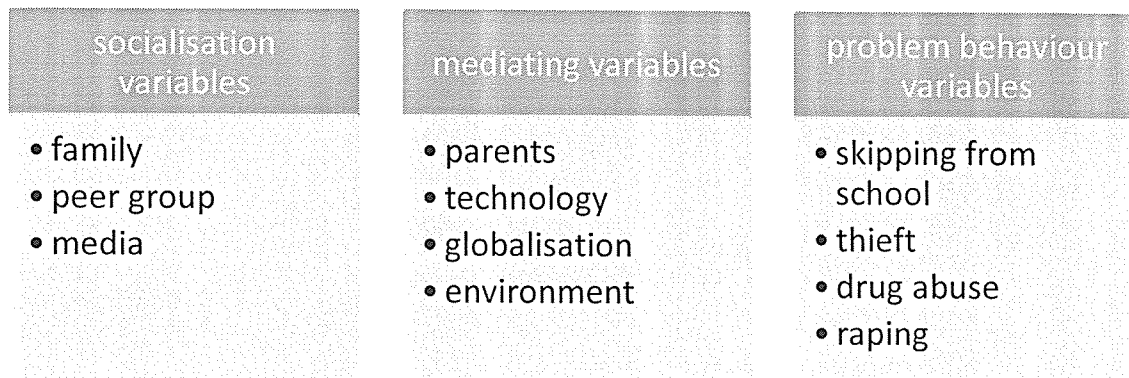 socialisation
variables
• family
• peer group
• media
mediating variables
• parents
• technology
• globalisation
• environment
problem behaviour
variables
• skipping from
school
• thieft
• drug abuse
• raping